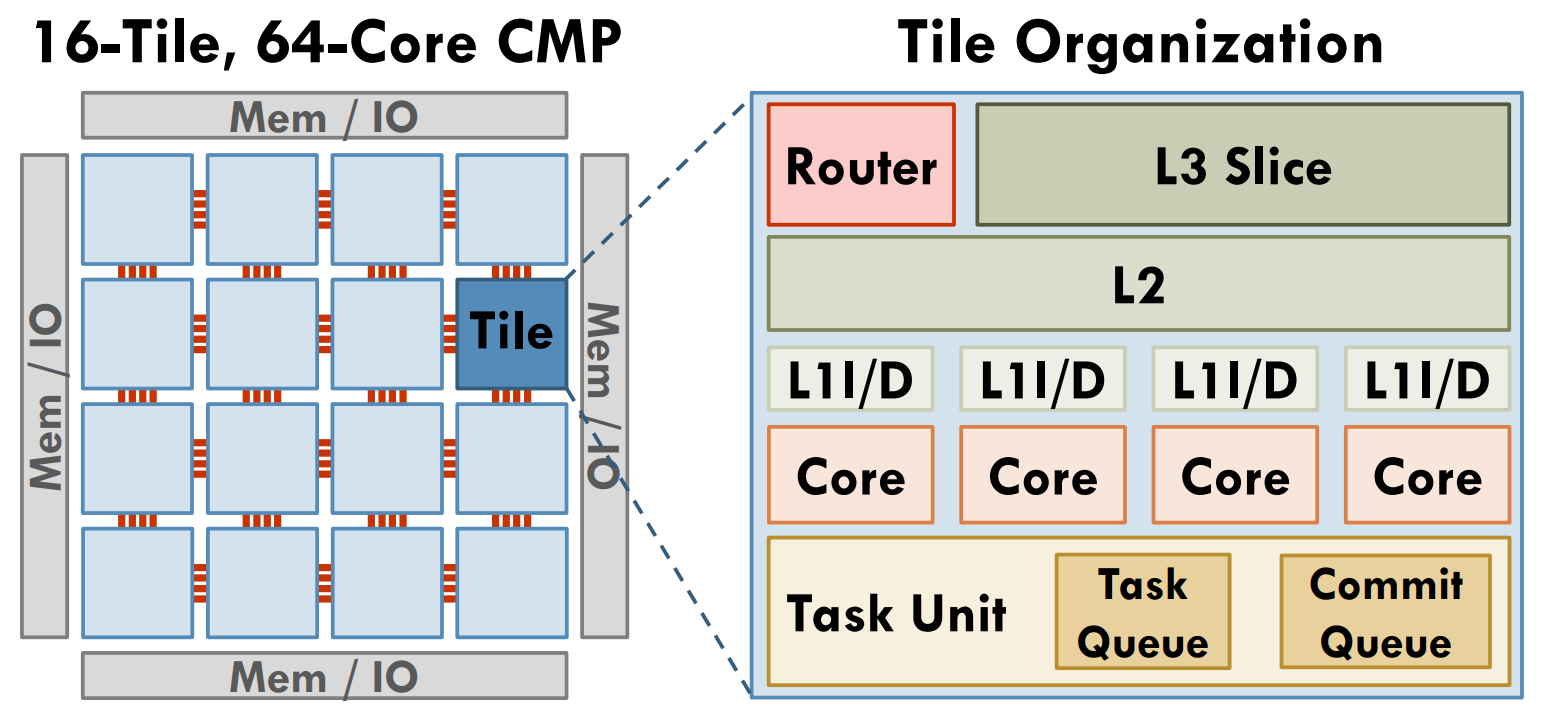 16-Tile, 64-Core CMP
Mem / IO
Mem / IO
Tile
Mem / IO
Mem / IO
Tile Organization
Router
L3 Slice
L2
L1I/D
L1I/D
L1I/D
L1I/D
Core
Core
Core
Core
Task Unit
Task
Queue
Commit
Queue